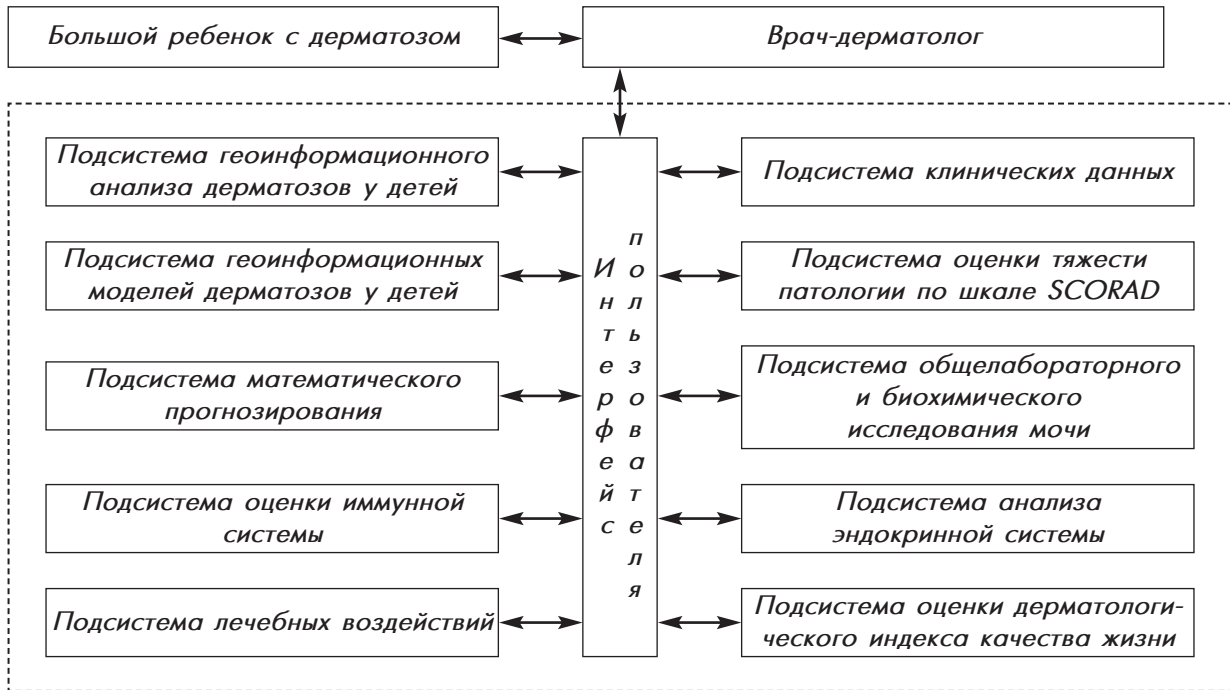 Большой ребенок с дерматозом
Врач-дерматолог
Подсистема геоинформационного
анализа дерматозов у детей
Подсистема геоинформационных
моделей дерматозов у детей
Подсистема математического
прогнозирования
Подсистема оценки иммунной
системы
Подсистема лечебных воздействий
Интерфейс
пользователя
Подсистема клинических данных
Подсистема оценки тяжести
патологии по шкале SCORAD
Подсистема общелабораторного
и биохимического
исследования мочи
Подсистема анализа
эндокринной системы
Подсистема оценки дерматологи-
ческого индекса качества жизни